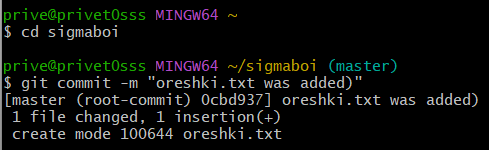 prive@privet0sss MINGW64 ~
$ cd sigmaboi
prive@privet0sss MINGW64 ~/sigmaboi (master)
$ git commit -m "oreshki.txt was added)"
[master (root-commit) 0cbd937] oreshki.txt was added)
 1 file changed, 1 insertion(+)
 create mode 100644 oreshki.txt